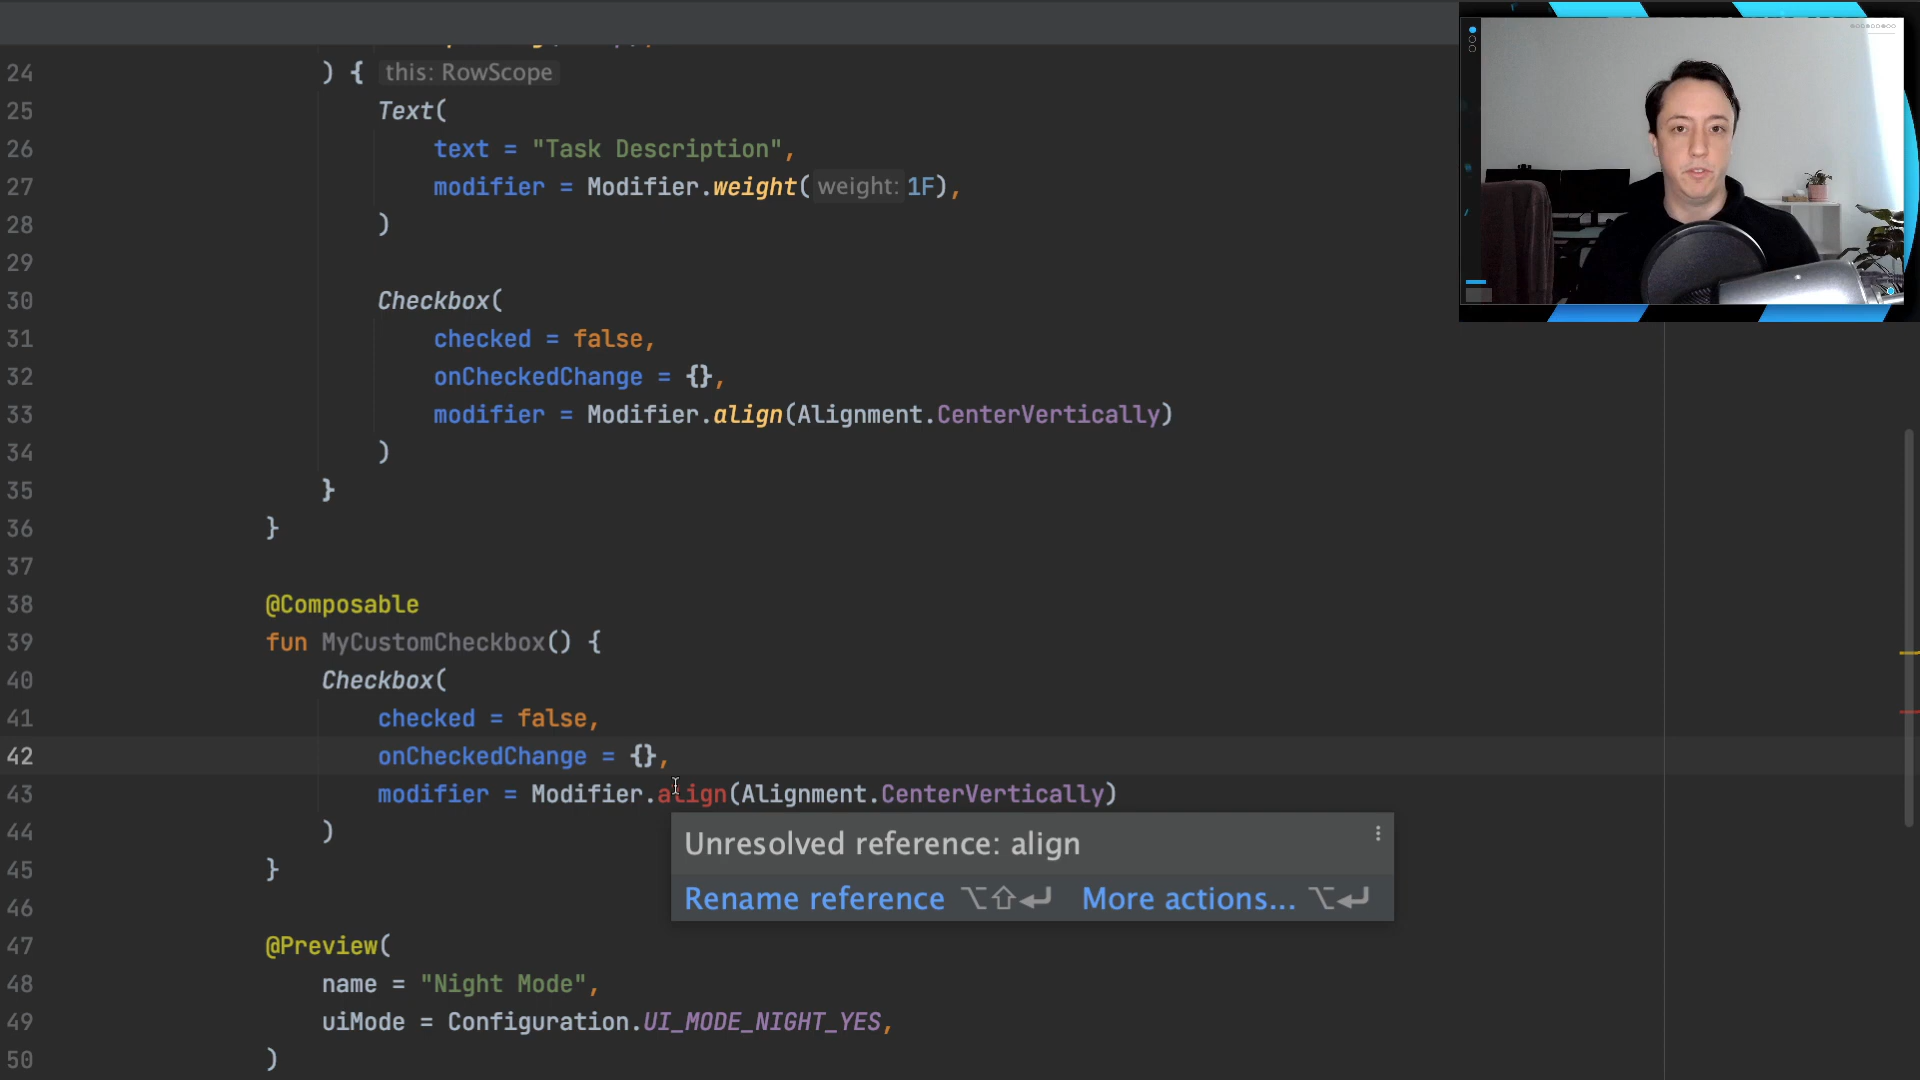 24 ) { this: RowScope
25 Text(
26 text = "Task Description",
27 modifier = Modifier.weight( weight: 1F),
28 )
29
30 Checkbox(
31 checked = false,
32 onCheckedChange = {},
33 modifier = Modifier.align(Alignment.CenterVertically)
34 )
35 }
36 }
37
38 @Composable
39 fun MyCustomCheckbox() {
40 Checkbox(
41 checked = false,
42 onCheckedChange = {},
43 modifier = Modifier.align(Alignment.CenterVertically)
44 )
Unresolved reference: align
45 }
Rename reference ⌥⇧↩ More actions... ⌥↩
46
47 @Preview(
48 name = "Night Mode",
49 uiMode = Configuration.UI_MODE_NIGHT_YES,
50 )